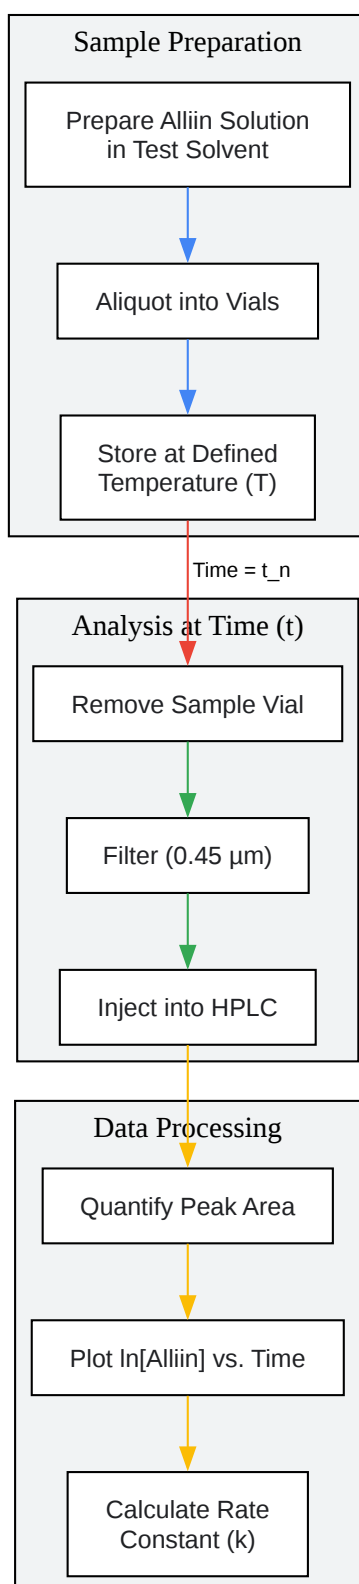 Sample Preparation
Prepare Alliin Solution
in Test Solvent
Aliquot into Vials
Store at Defined
Temperature (T)
Time = t_n
Analysis at Time (t)
Remove Sample Vial
Filter (0.45 µm)
Inject into HPLC
Data Processing
Quantify Peak Area
Plot ln[Alliin] vs. Time
Calculate Rate
Constant (k)